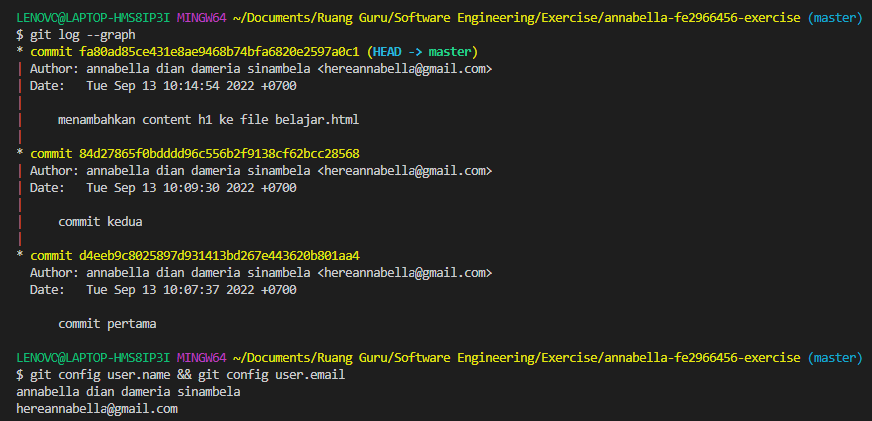 LENOVO@LAPTOP-HMS8IP3I MINGW64 ~/Documents/Ruang Guru/Software Engineering/Exercise/annabella-fe2966456-exercise (master)
$ git log --graph
* commit fa80ad85ce431e8ae9468b74bfa6820e2597a0c1 (HEAD -> master)
| Author: annabella dian dameria sinambela <hereannabella@gmail.com>
| Date:   Tue Sep 13 10:14:54 2022 +0700
|
|     menambahkan content h1 ke file belajar.html
|
* commit 84d27865f0bdddd96c556b2f9138cf62bcc28568
| Author: annabella dian dameria sinambela <hereannabella@gmail.com>
| Date:   Tue Sep 13 10:09:30 2022 +0700
|
|     commit kedua
|
* commit d4eeb9c8025897d931413bd267e443620b801aa4
  Author: annabella dian dameria sinambela <hereannabella@gmail.com>
  Date:   Tue Sep 13 10:07:37 2022 +0700
      commit pertama
LENOVO@LAPTOP-HMS8IP3I MINGW64 ~/Documents/Ruang Guru/Software Engineering/Exercise/annabella-fe2966456-exercise (master)
$ git config user.name && git config user.email
annabella dian dameria sinambela
hereannabella@gmail.com